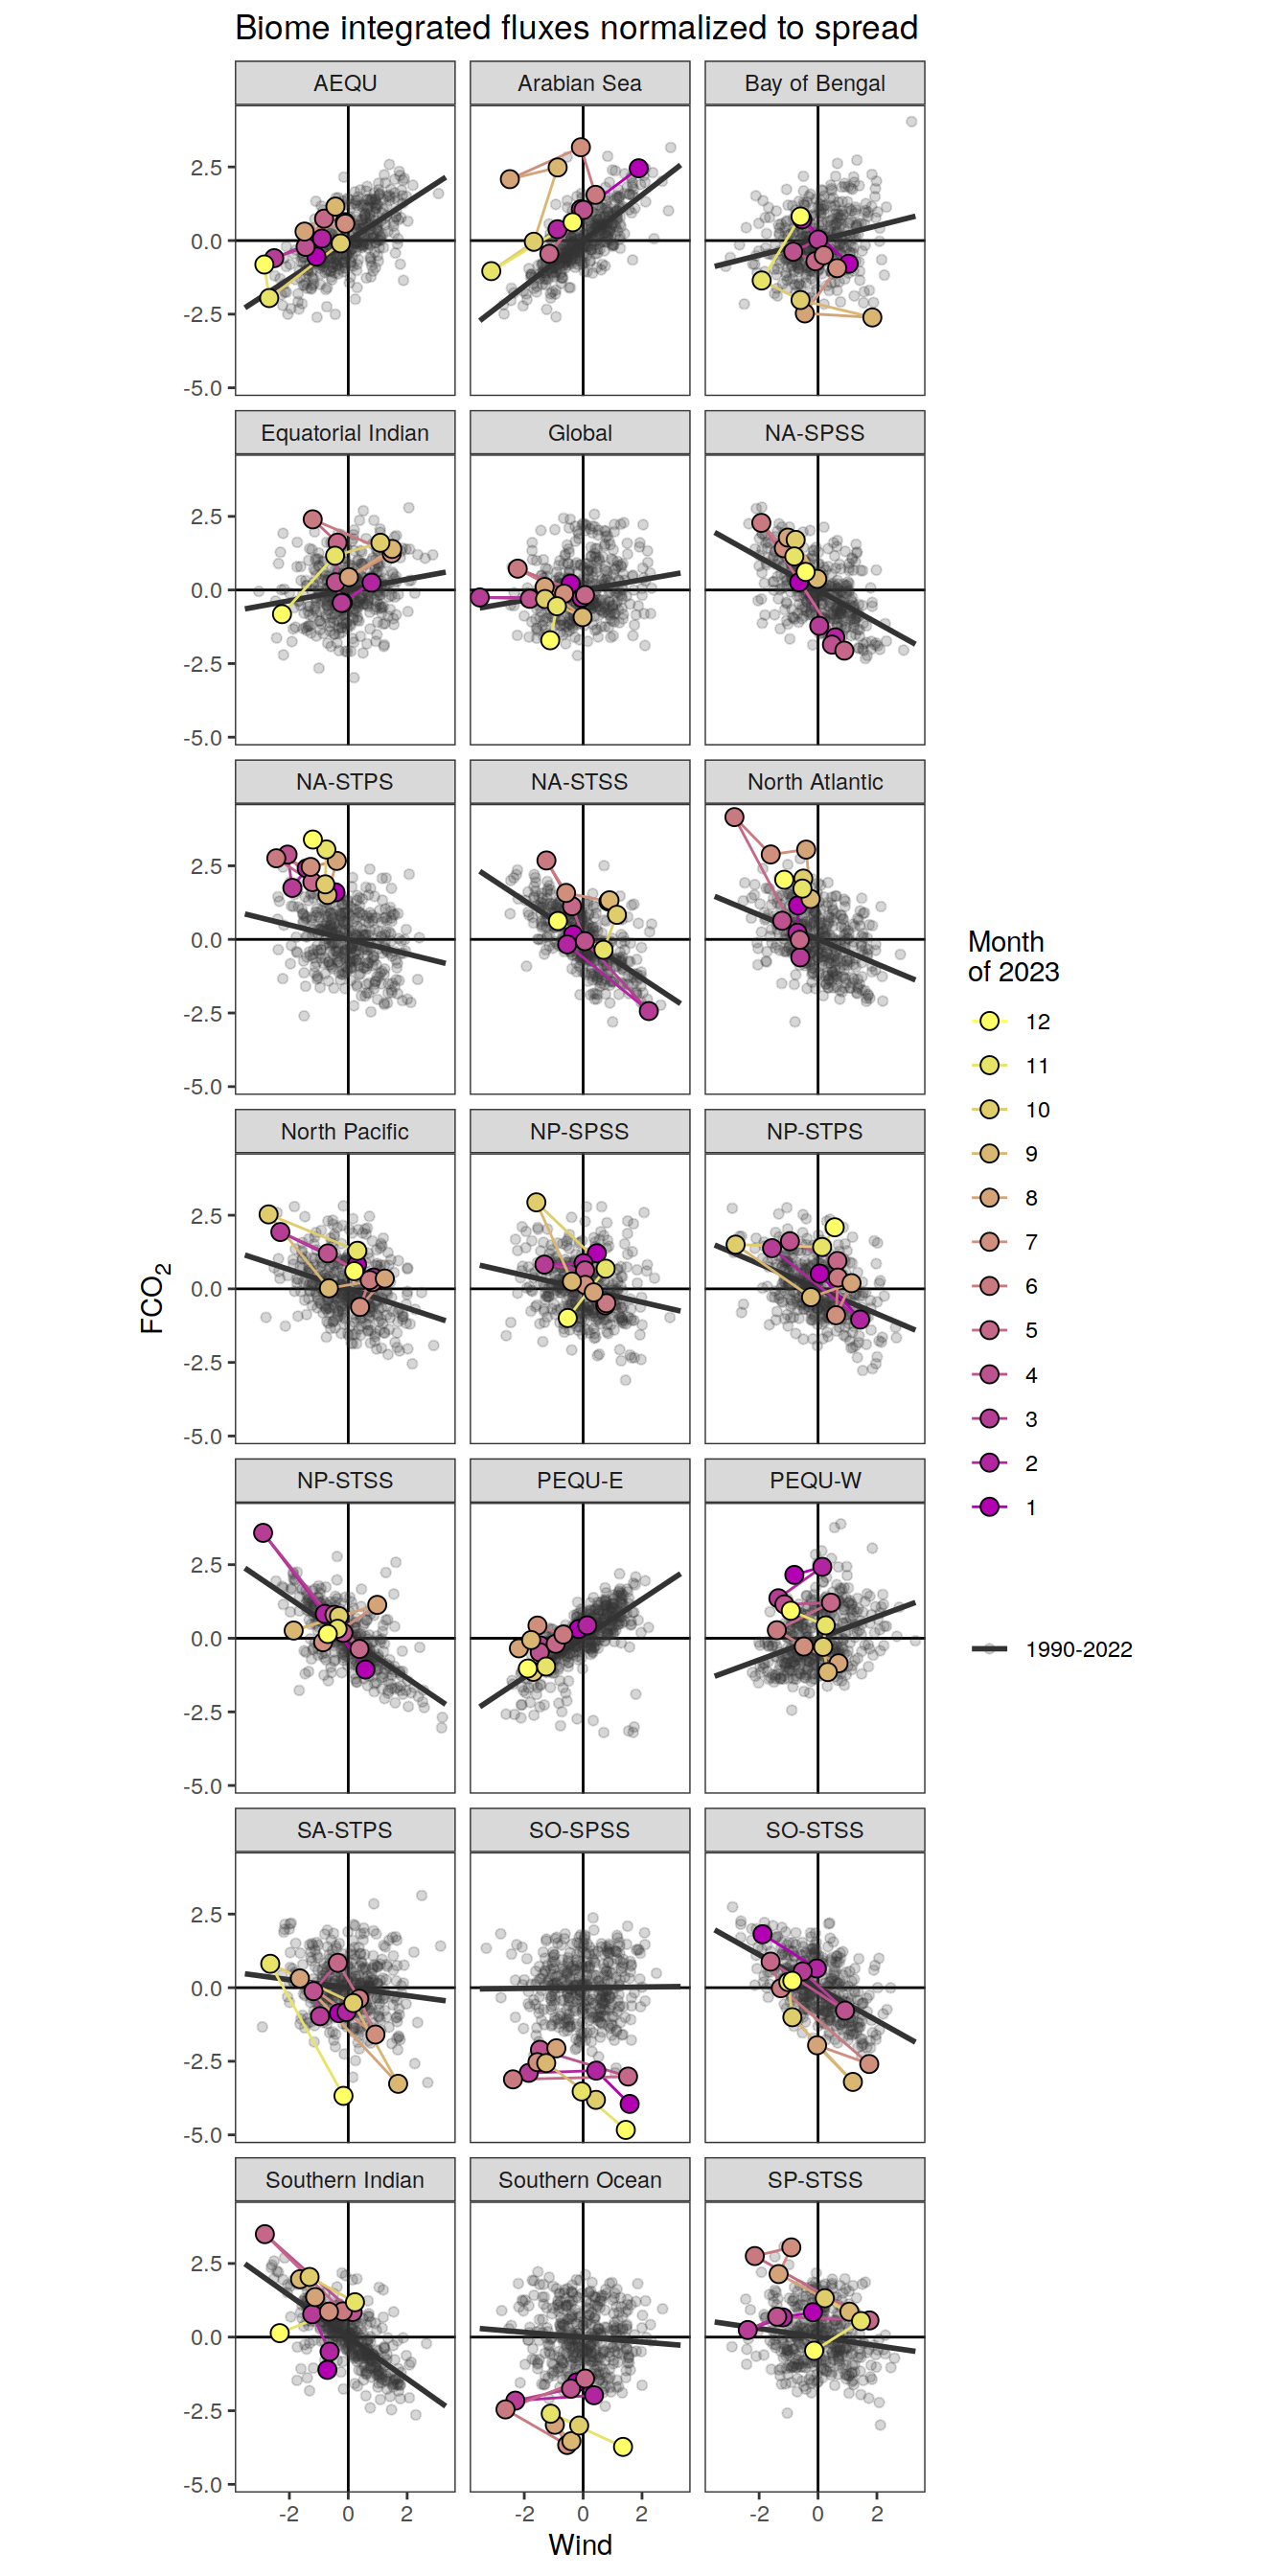 Biome integrated fluxes normalized to spread
AEQU
Arabian Sea
Bay of Bengal
2.5
0.0
-2.5
-5.0
Equatorial Indian
Global
NA-SPSS
2.5
0.0
-2.5
-5.0
NA-STPS
NA-STSS
North Atlantic
2.5
0.0
-2.5
-5.0
North Pacific
NP-SPSS
NP-STPS
2.5
0.0
-2.5
-5.0
NP-STSS
PEQU-E
PEQU-W
2.5
0.0
-2.5
-5.0
SA-STPS
SO-SPSS
SO-STSS
2.5
0.0
-2.5
-5.0
Southern Indian
Southern Ocean
SP-STSS
2.5
0.0
-2.5
-5.0
-2 0 2
-2 0 2
-2 0 2
Wind
FCO₂
Month
of 2023
12
11
10
9
8
7
6
5
4
3
2
1
1990-2022